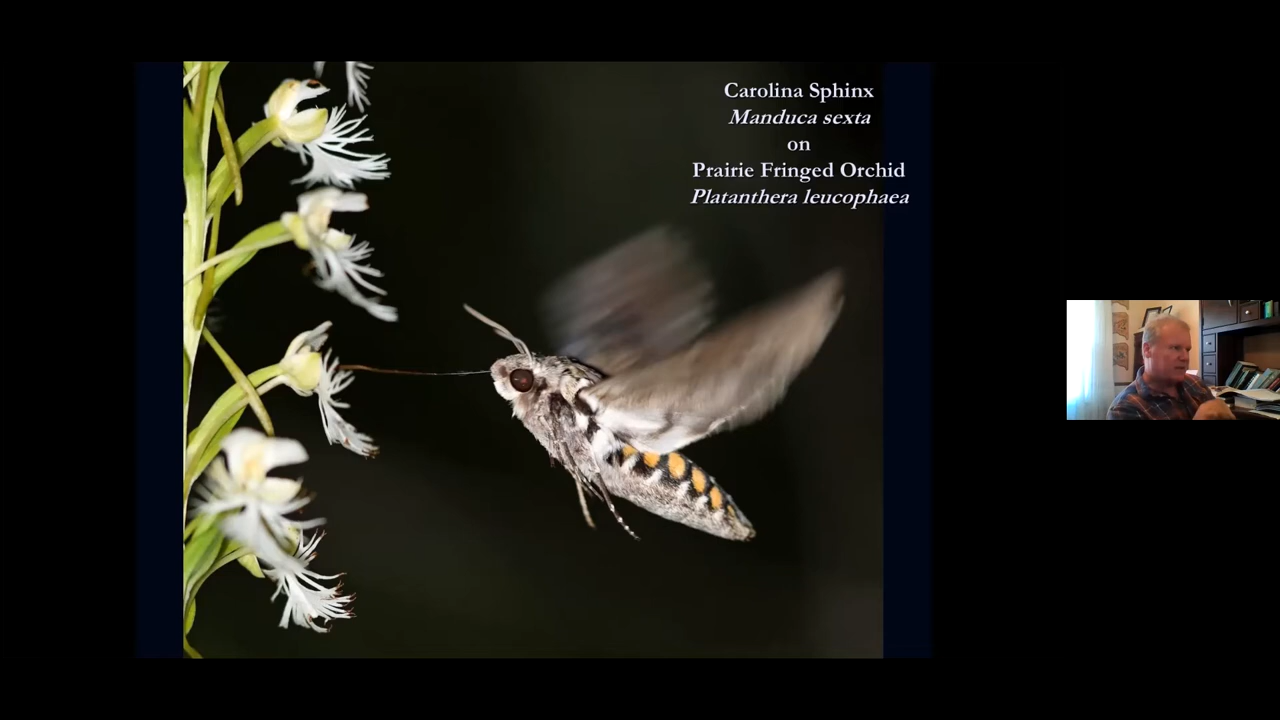 Carolina Sphinx
Manduca sexta
on
Prairie Fringed Orchid
Platanthera leucophaea